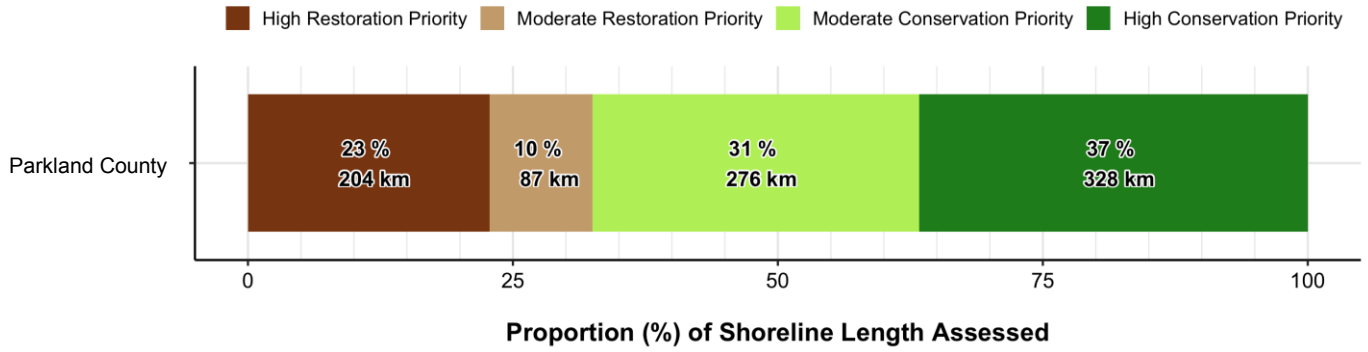 High Restoration Priority Moderate Restoration Priority Moderate Conservation Priority High Conservation Priority
23 % 10 % 31 % 37 %
Parkland County
204 km 87 km 276 km 328 km
0 25 50 75 100
Proportion (%) of Shoreline Length Assessed